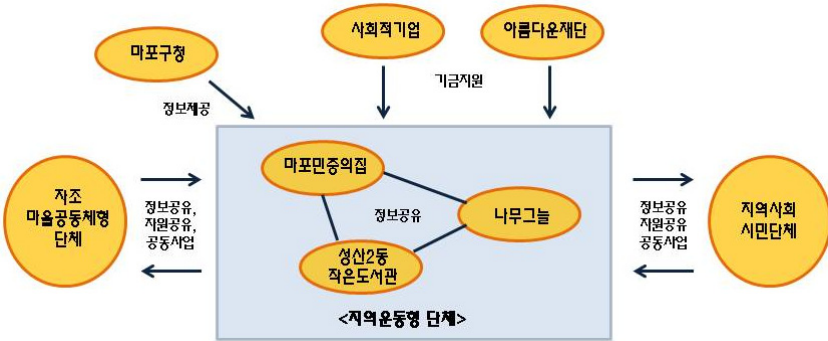 사회적기업
아름다운재단
마포구청
기금지원
정보제공
마포민중의집
자조
마을공동체형
단체
정보공유,
지원공유,
공동사업
정보공유
나무그늘
성산2동
작은도서관
정보공유
지원공유
공동사업
지역사회
시민단체
<지역운동형 단체>